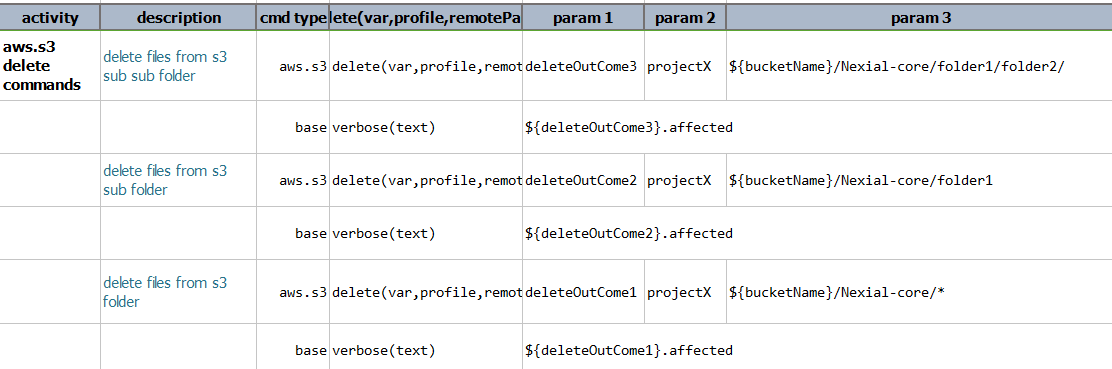 activity description cmd type lete(var,profile,remotePa param 1 param 2 param 3
aws.s3 delete commands
delete files from s3 sub sub folder
aws.s3 delete(var,profile,remot deleteOutCome3 projectX ${bucketName}/Nexial-core/folder1/folder2/
base verbose(text) ${deleteOutCome3}.affected
delete files from s3 sub folder
aws.s3 delete(var,profile,remot deleteOutCome2 projectX ${bucketName}/Nexial-core/folder1
base verbose(text) ${deleteOutCome2}.affected
delete files from s3 folder
aws.s3 delete(var,profile,remot deleteOutCome1 projectX ${bucketName}/Nexial-core/*
base verbose(text) ${deleteOutCome1}.affected